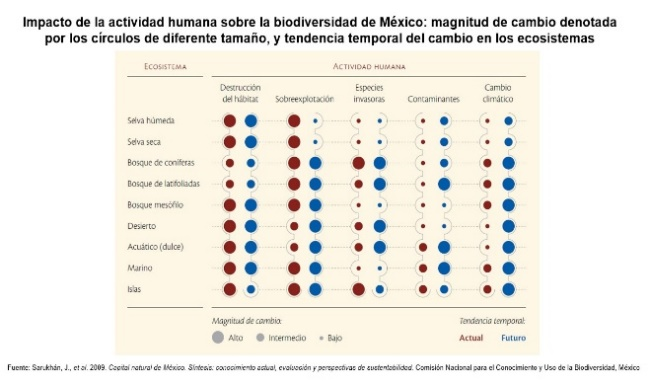 Impacto de la actividad humana sobre la biodiversidad de México: magnitud de cambio denotada
por los círculos de diferente tamaño, y tendencia temporal del cambio en los ecosistemas
ECOSISTEMA ACTIVIDAD HUMANA
Destrucción del hábitat Sobreexplotación Especies invasoras Contaminantes Cambio climático
Selva húmeda
Selva seca
Bosque de coníferas
Bosque de latifoliadas
Bosque mesófilo
Desierto
Acuático (dulce)
Marino
Islas
Magnitud de cambio: Tendencia temporal:
Alto Intermedio Bajo Actual Futuro
Fuente: Sarukhán, J., et al. 2009. Capital natural de México. Síntesis: conocimiento actual, evaluación y perspectivas de sustentabilidad. Comisión Nacional para el Conocimiento y Uso de la Biodiversidad, México